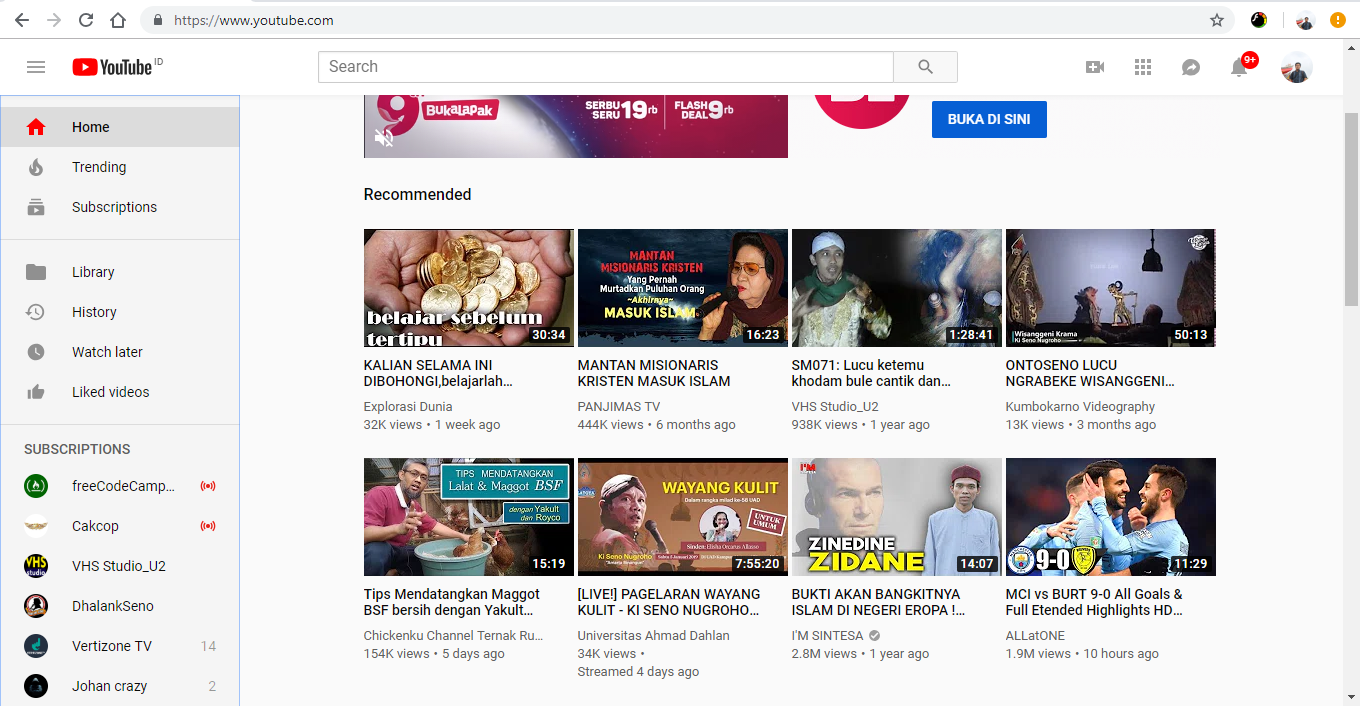 https://www.youtube.com
YouTube ID
Search
9+
Home
Trending
Subscriptions
Library
History
Watch later
Liked videos
SUBSCRIPTIONS
freeCodeCamp...
Cakcop
VHS Studio_U2
DhalankSeno
Vertizone TV 14
Johan crazy 2
9
BUKALAPAK
SERBU SERU 19rb
FLASH DEAL 9rb
BUKA DI SINI
Recommended
belajar sebelum
tertipu
30:34
KALIAN SELAMA INI
DIBOHONGI,belajarlah...
Explorasi Dunia
32K views • 1 week ago
MANTAN
MISIONARIS KRISTEN
Yang Pernah
Murtadkan Puluhan Orang
~Akhirnya~
MASUK ISLAM
16:23
MANTAN MISIONARIS
KRISTEN MASUK ISLAM
PANJIMAS TV
444K views • 6 months ago
1:28:41
SM071: Lucu ketemu
khodam bule cantik dan...
VHS Studio_U2
938K views • 1 year ago
Wisanggeni Krama
Ki Seno Nugroho
50:13
ONTOSENO LUCU
NGRABEKE WISANGGENI...
Kumbokarno Videography
13K views • 3 months ago
TIPS MENDATANGKAN
Lalat & Maggot BSF
dengan Yakult
dan Royco
15:19
Tips Mendatangkan Maggot
BSF bersih dengan Yakult...
Chickenku Channel Ternak Ru...
154K views • 5 days ago
WAYANG KULIT
Dalam rangka milad ke-58 UAD
UNTUK
UMUM
Ki Seno Nugroho
7:55:20
[LIVE!] PAGELARAN WAYANG
KULIT - KI SENO NUGROHO...
Universitas Ahmad Dahlan
34K views •
Streamed 4 days ago
I'M
ZINEDINE
ZIDANE
14:07
BUKTI AKAN BANGKITNYA
ISLAM DI NEGERI EROPA !...
I'M SINTESA
2.8M views • 1 year ago
9-0
11:29
MCI vs BURT 9-0 All Goals &
Full Etended Highlights HD...
ALLatONE
1.9M views • 10 hours ago